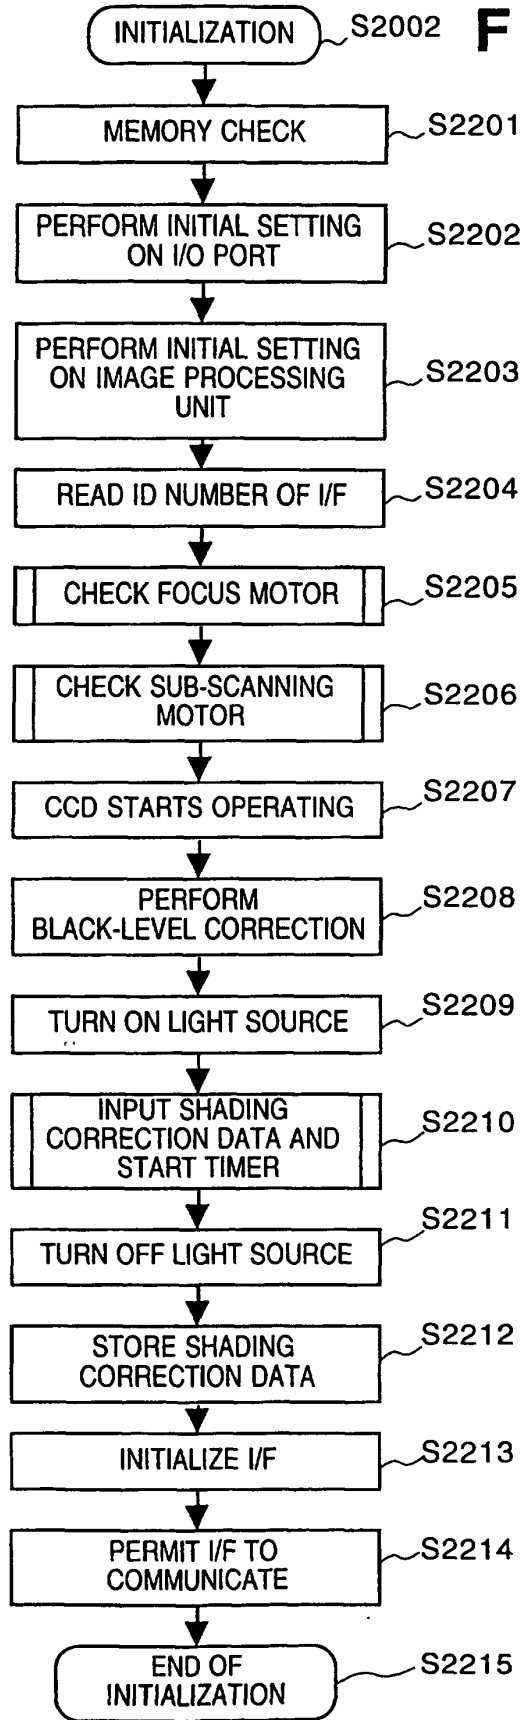 INITIALIZATION
S2002
F
MEMORY CHECK
S2201
PERFORM INITIAL SETTING
ON I/O PORT
S2202
PERFORM INITIAL SETTING
ON IMAGE PROCESSING
UNIT
S2203
READ ID NUMBER OF I/F
S2204
CHECK FOCUS MOTOR
S2205
CHECK SUB-SCANNING
MOTOR
S2206
CCD STARTS OPERATING
S2207
PERFORM
BLACK-LEVEL CORRECTION
S2208
TURN ON LIGHT SOURCE
S2209
INPUT SHADING
CORRECTION DATA AND
START TIMER
S2210
TURN OFF LIGHT SOURCE
S2211
STORE SHADING
CORRECTION DATA
S2212
INITIALIZE I/F
S2213
PERMIT I/F TO
COMMUNICATE
S2214
END OF
INITIALIZATION
S2215